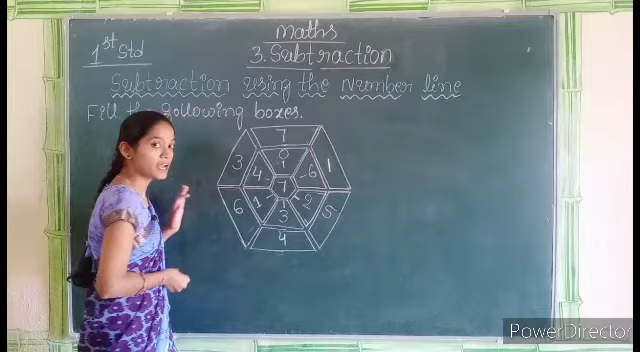 Maths
1st Std
3. Subtraction
Subtraction using the number line
Fill the following boxes.
7
3 0 1
4 - - 6
7
6 1 2 5
3
4
PowerDirector